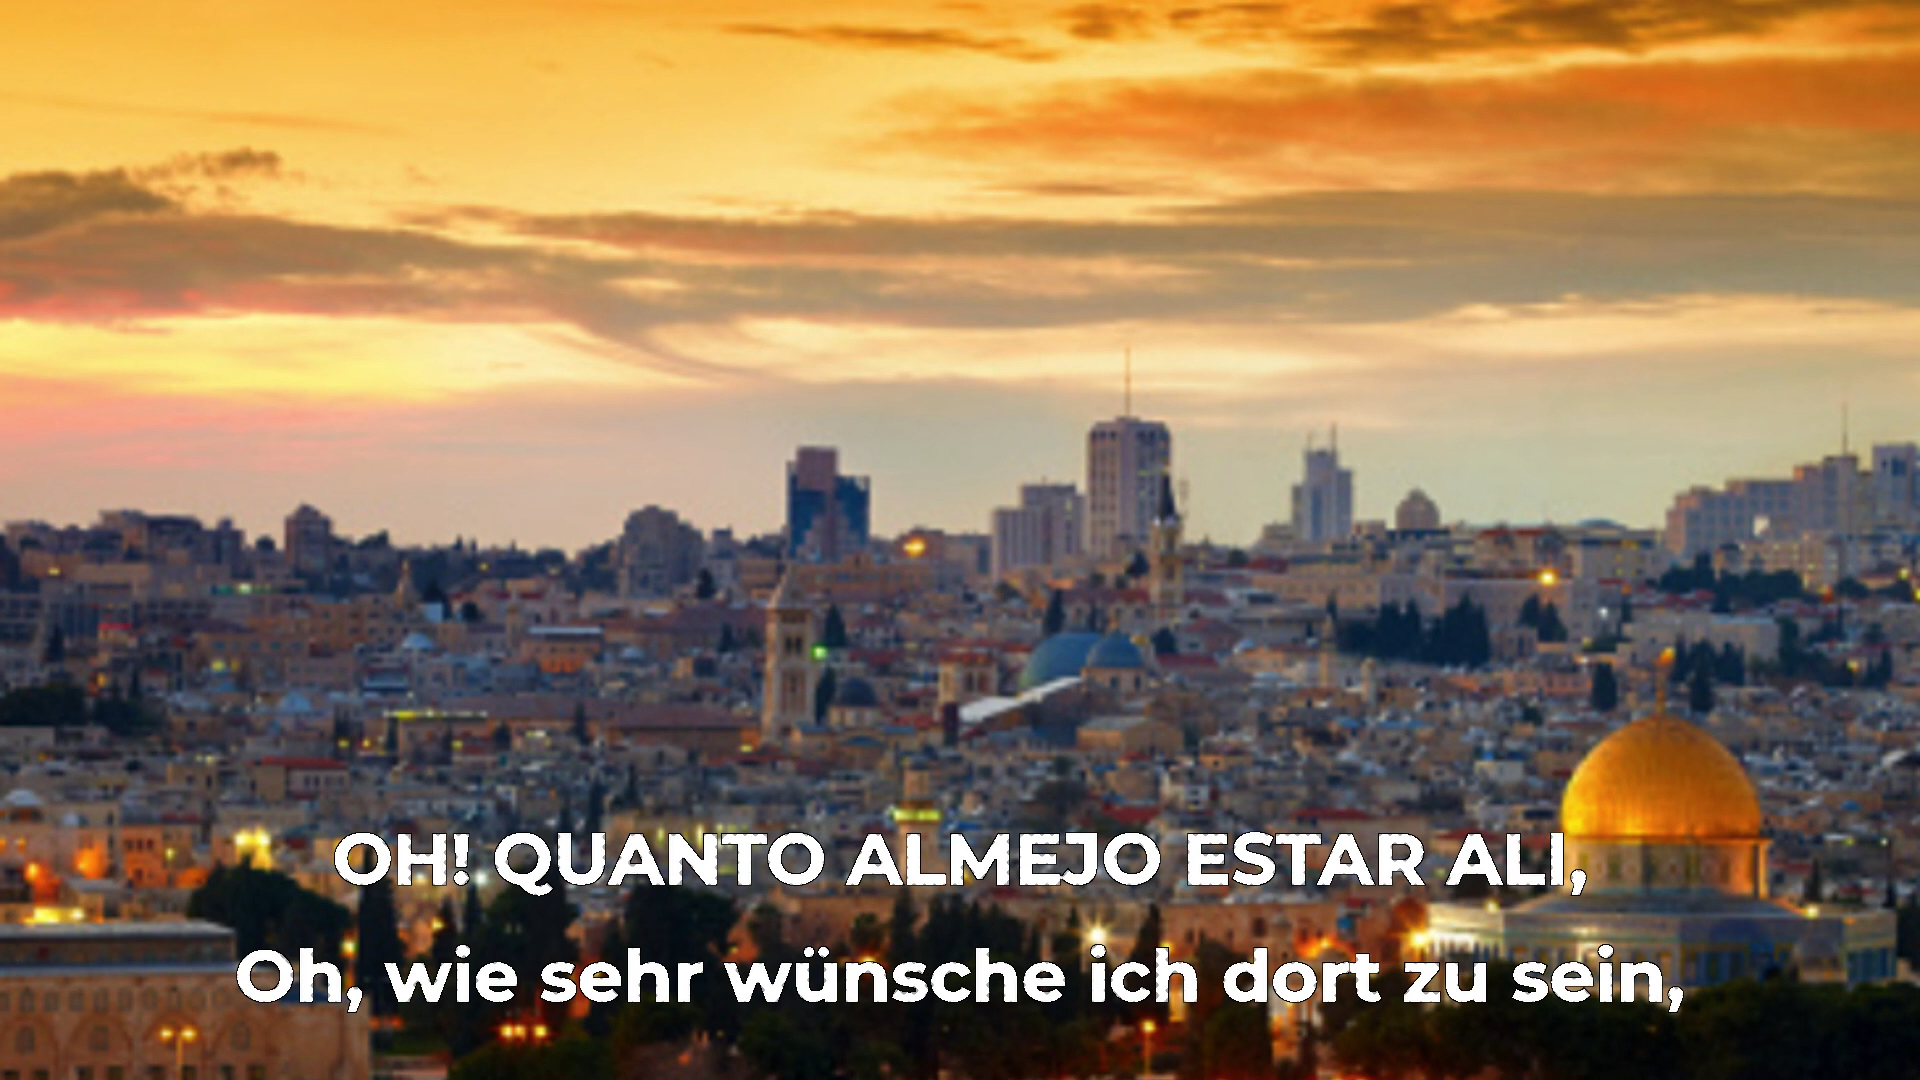 OH! QUANTO ALMEJO ESTAR ALI,
Oh, wie sehr wünsche ich dort zu sein,